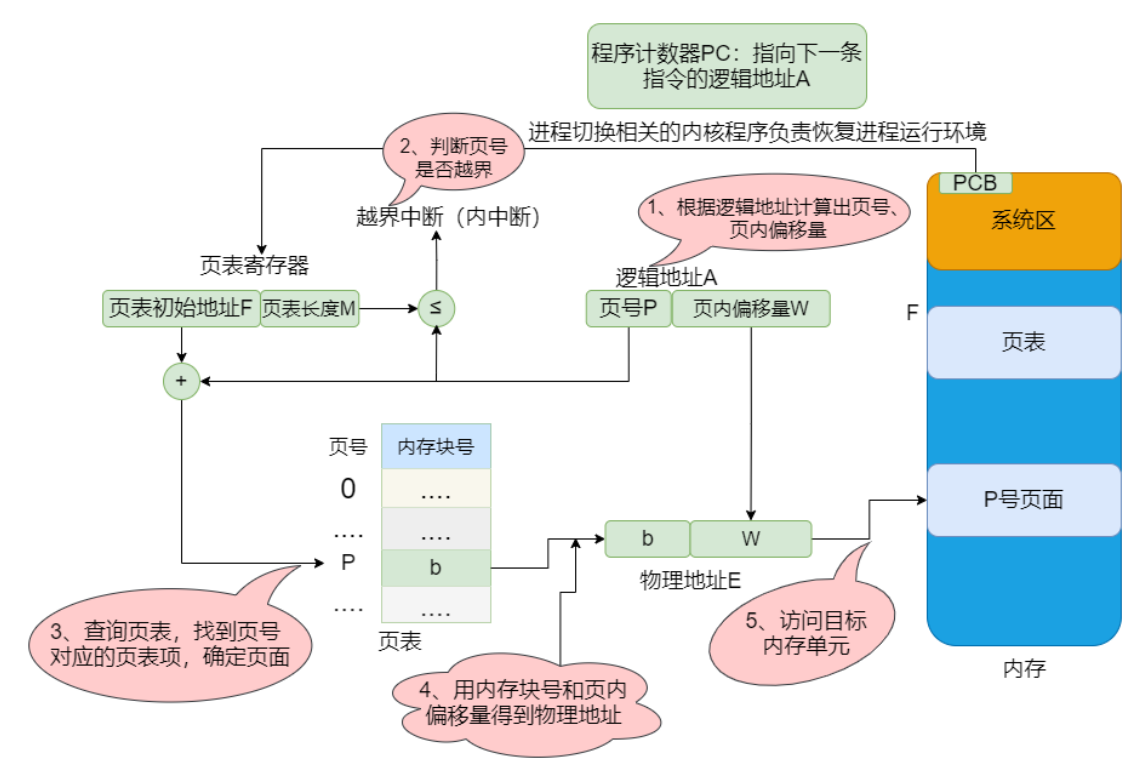 程序计数器PC：指向下一条
指令的逻辑地址A
进程切换相关的内核程序负责恢复进程运行环境
2、判断页号
是否越界
PCB
系统区
越界中断（内中断）
1、根据逻辑地址计算出页号、
页内偏移量
页表寄存器
逻辑地址A
页表初始地址F
页表长度M
≤
页号P
页内偏移量W
F
页表
+
页号
内存块号
0
....
....
....
P
b
....
....
页表
P号页面
b
W
物理地址E
3、查询页表，找到页号
对应的页表项，确定页面
4、用内存块号和页内
偏移量得到物理地址
5、访问目标
内存单元
内存